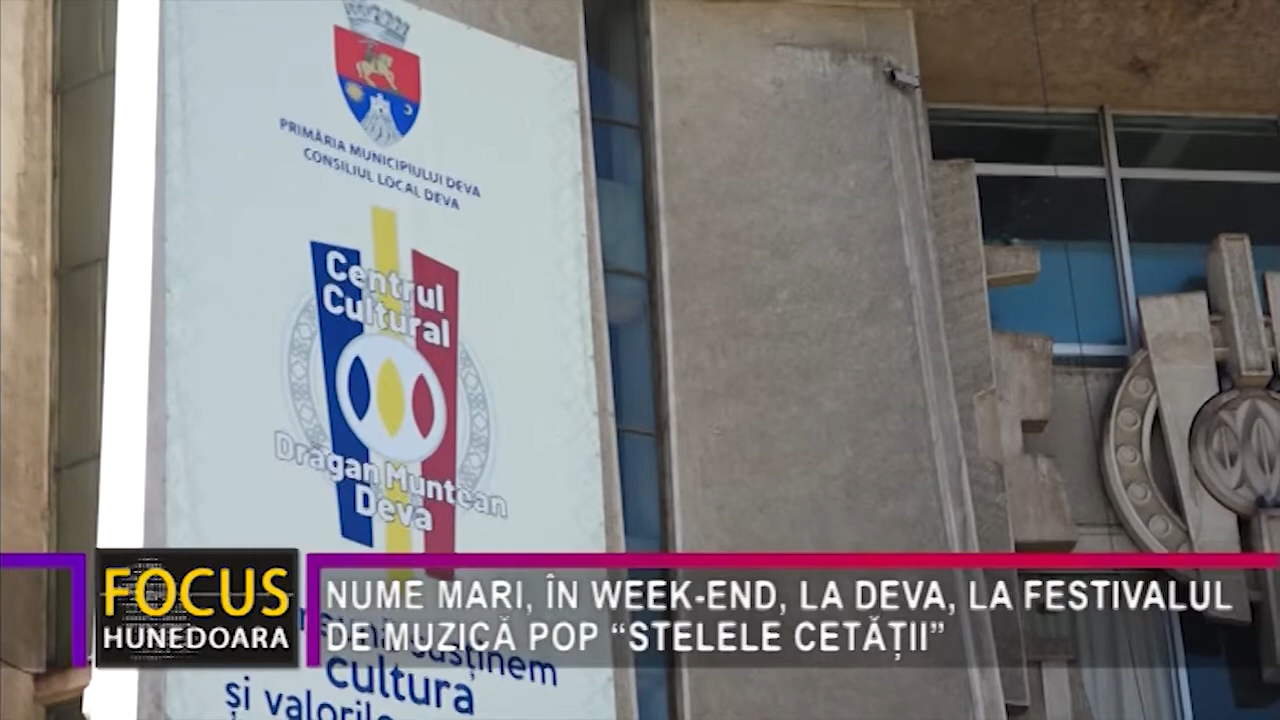 PRIMĂRIA MUNICIPIULUI DEVA
CONSILIUL LOCAL DEVA
Centrul
Cultural
Drăgan Muntean
Deva
susținem
cultura
și
FOCUS
HUNEDOARA
NUME MARI, ÎN WEEK-END, LA DEVA, LA FESTIVALUL
DE MUZICĂ POP “STELELE CETĂȚII”